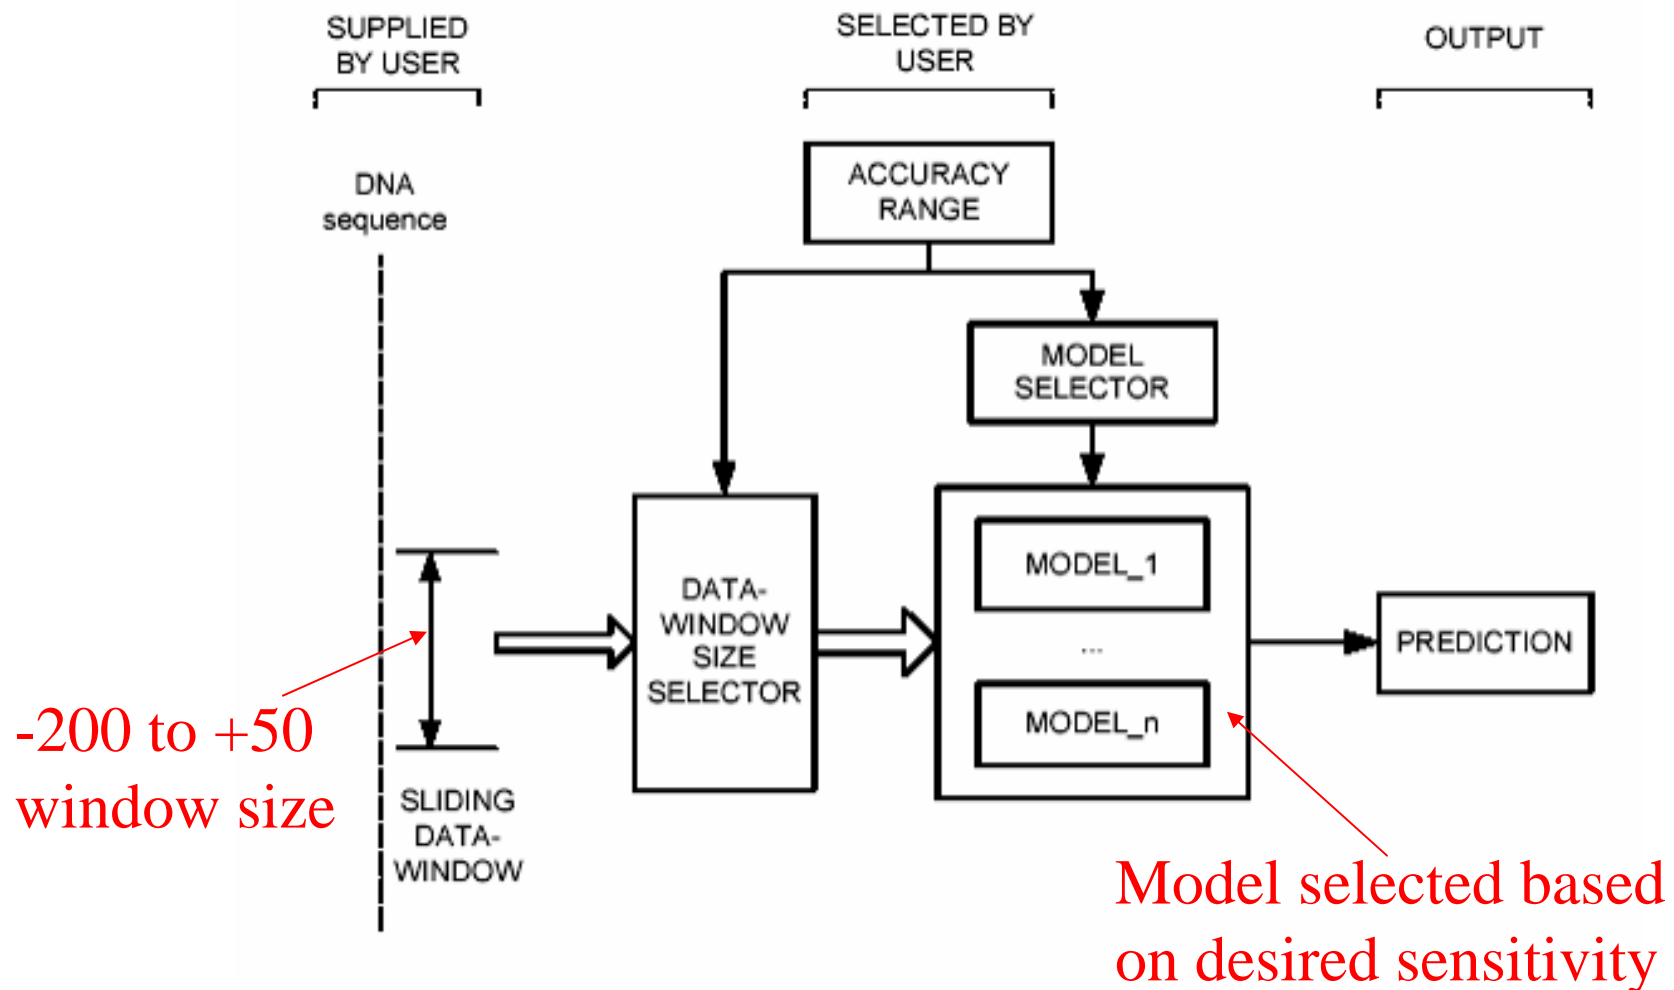 SUPPLIED
BY USER
SELECTED BY
USER
OUTPUT
DNA
sequence
ACCURACY
RANGE
MODEL
SELECTOR
DATA-
WINDOW
SIZE
SELECTOR
MODEL_1
...
MODEL_n
PREDICTION
-200 to +50
window size
SLIDING
DATA-
WINDOW
Model selected based
on desired sensitivity